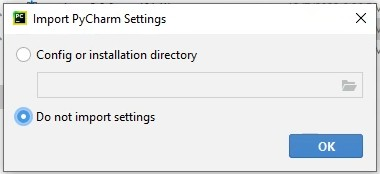 Import PyCharm Settings
Config or installation directory
Do not import settings
OK